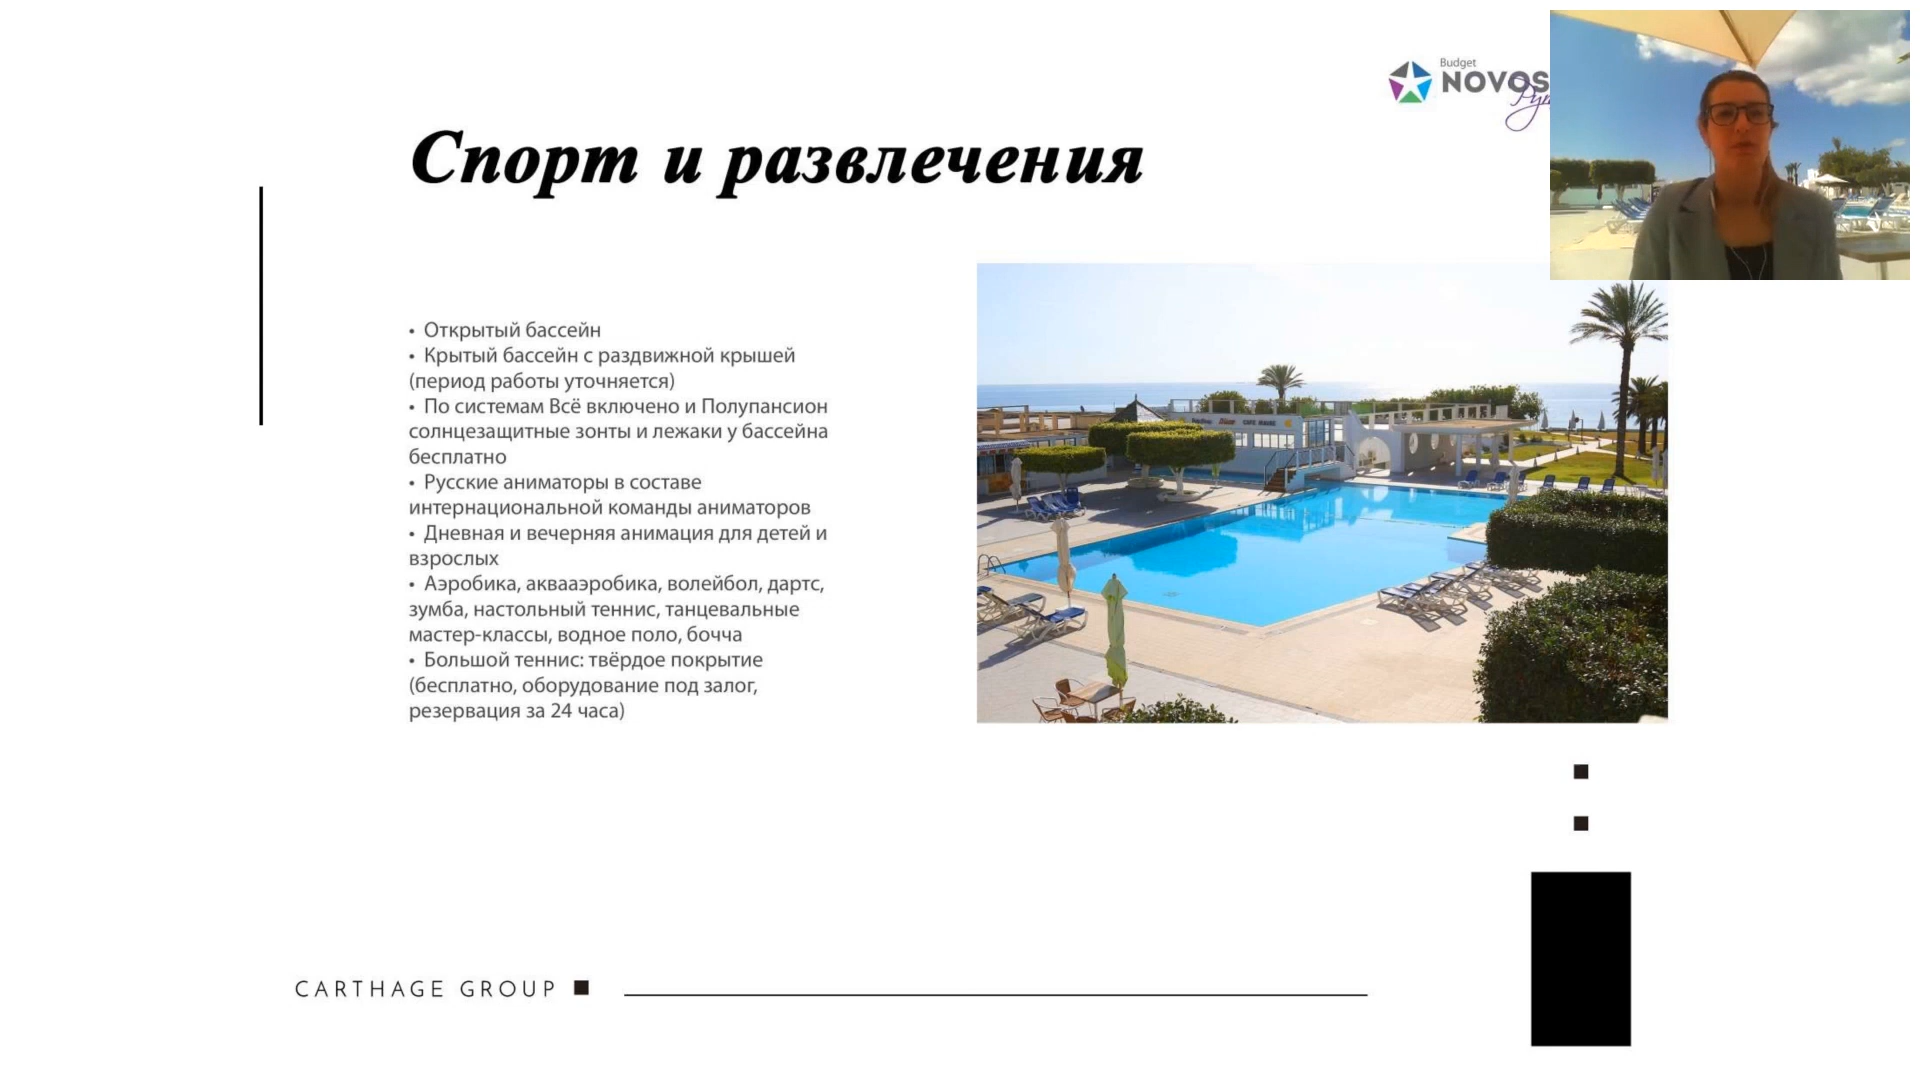 Budget
NOVOS
Спорт и развлечения
• Открытый бассейн
• Крытый бассейн с раздвижной крышей
(период работы уточняется)
• По системам Всё включено и Полупансион
солнцезащитные зонты и лежаки у бассейна
бесплатно
• Русские аниматоры в составе
интернациональной команды аниматоров
• Дневная и вечерняя анимация для детей и
взрослых
• Аэробика, аквааэробика, волейбол, дартс,
зумба, настольный теннис, танцевальные
мастер-классы, водное поло, бочча
• Большой теннис: твёрдое покрытие
(бесплатно, оборудование под залог,
резервация за 24 часа)
CARTHAGE GROUP